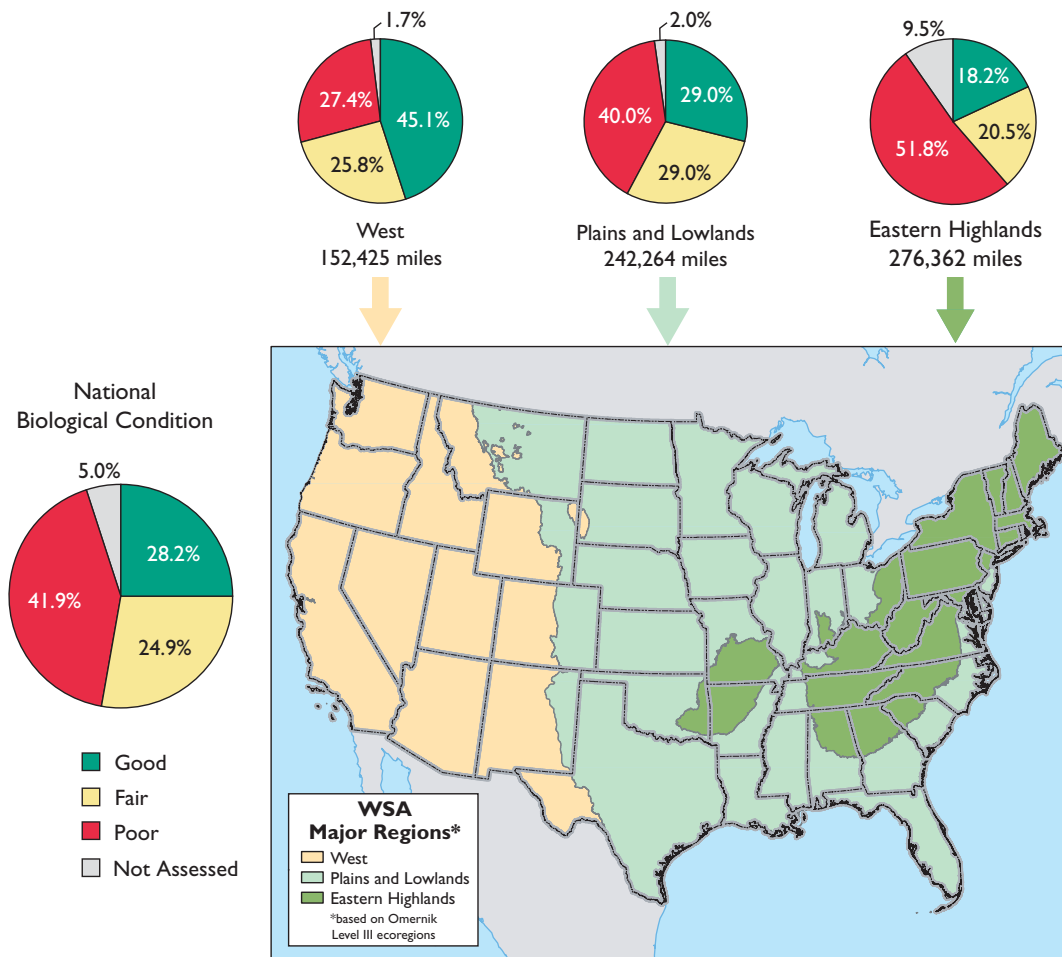 1.7%
27.4%
45.1%
25.8%
West
152,425 miles
2.0%
40.0%
29.0%
29.0%
Plains and Lowlands
242,264 miles
9.5%
18.2%
20.5%
51.8%
Eastern Highlands
276,362 miles
National
Biological Condition
5.0%
28.2%
41.9%
24.9%
Good
Fair
Poor
Not Assessed
WSA
Major Regions*
West
Plains and Lowlands
Eastern Highlands
*based on Omernik
Level III ecoregions